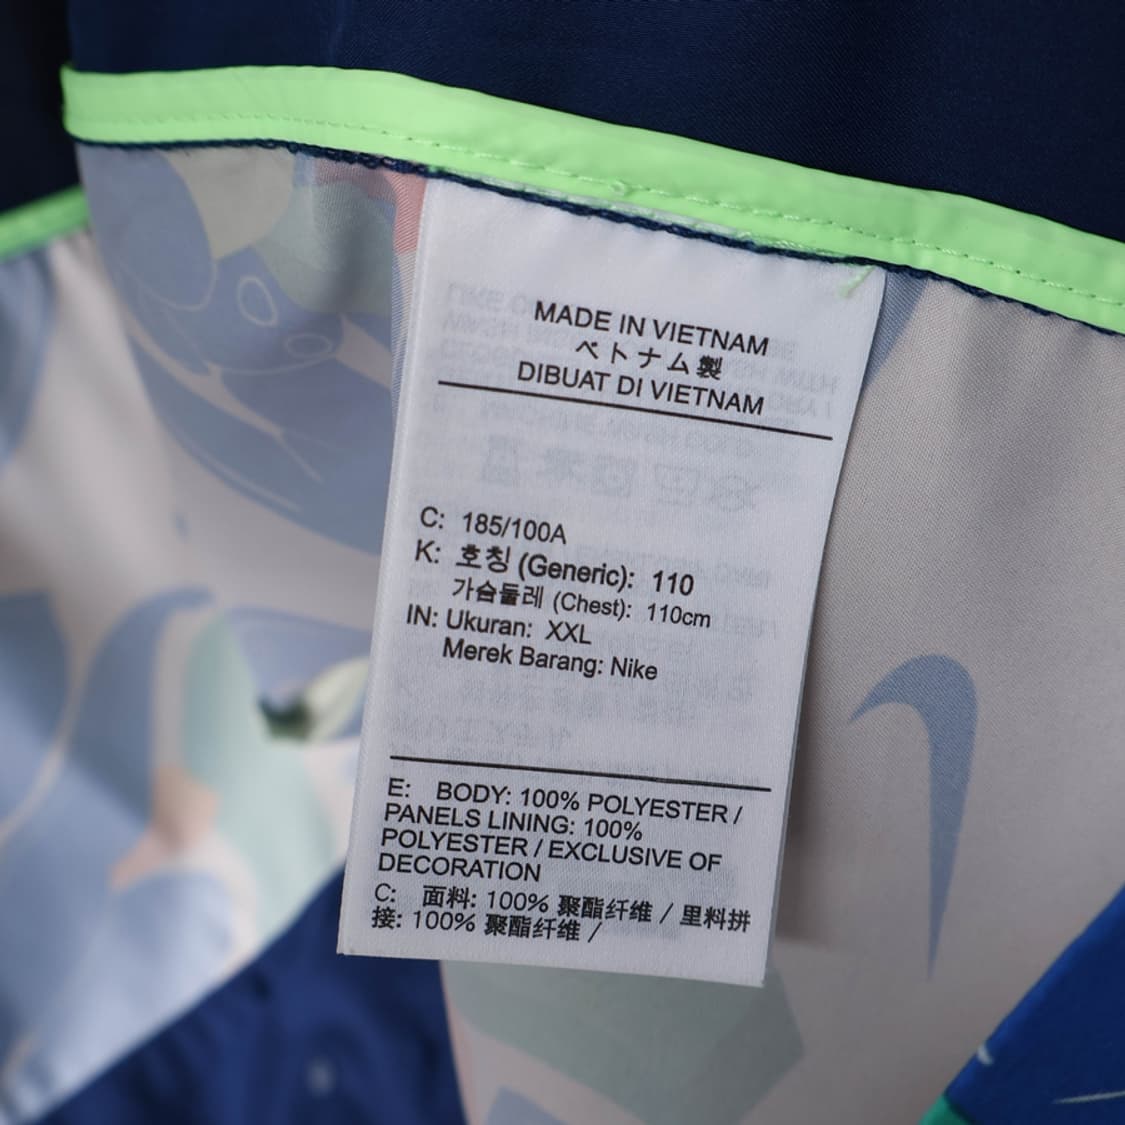 MADE IN VIETNAM
ベトナム製
DIBUAT DI VIETNAM
C: 185/100A
K: 호칭 (Generic): 110
가슴둘레 (Chest): 110cm
IN: Ukuran: XXL
Merek Barang: Nike
E: BODY: 100% POLYESTER /
PANELS LINING: 100%
POLYESTER / EXCLUSIVE OF
DECORATION
C: 面料: 100% 聚酯纤维 / 里料拼
接: 100% 聚酯纤维 /